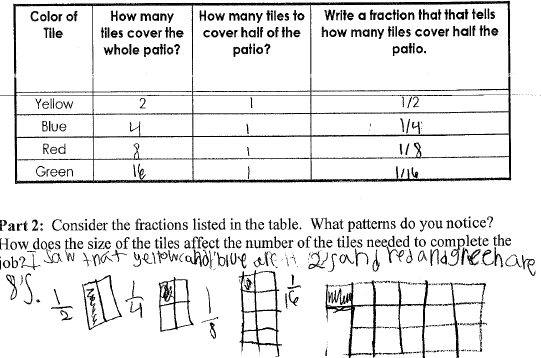 Color of Tile How many tiles cover the whole patio? How many tiles to cover half of the patio? Write a fraction that that tells how many tiles cover half the patio.
Yellow 2 1 1/2
Blue 4 1 1/4
Red 8 1 1/8
Green 16 1 1/16
Part 2: Consider the fractions listed in the table. What patterns do you notice?
How does the size of the tiles affect the number of the tiles needed to complete the
job? I saw that yellow and blue are in 2s and red and green are
8's. 1/2 1/4 1/8 1/16